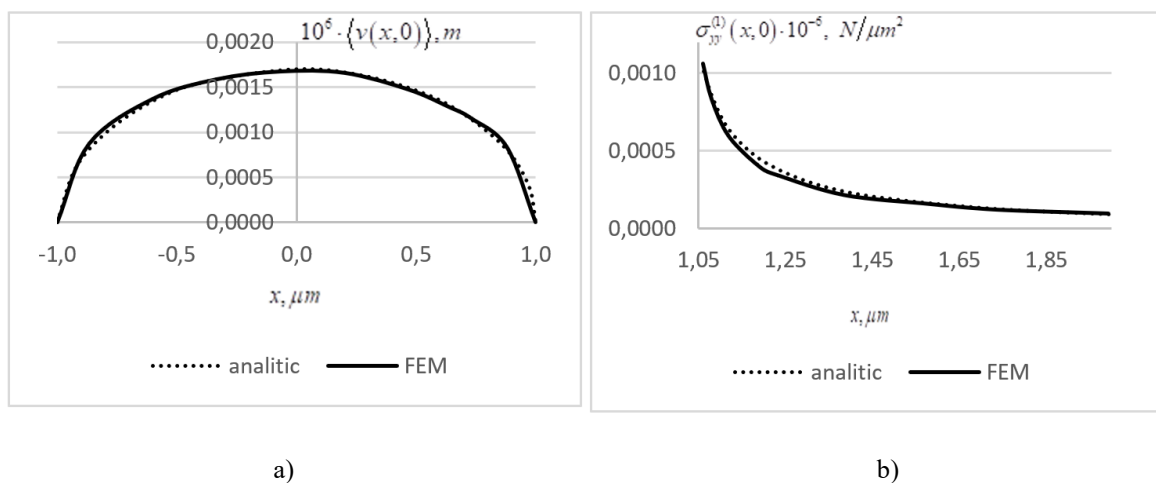 10⁶ · {v(x,0)}, m
0,0020
0,0015
0,0010
0,0005
0,0000
-1,0 -0,5 0,0 0,5 1,0
x, μm
analitic FEM
a)
σ_yy^(1) (x,0) · 10⁻⁶, N/μm²
0,0010
0,0005
0,0000
1,05 1,25 1,45 1,65 1,85
x, μm
analitic FEM
b)